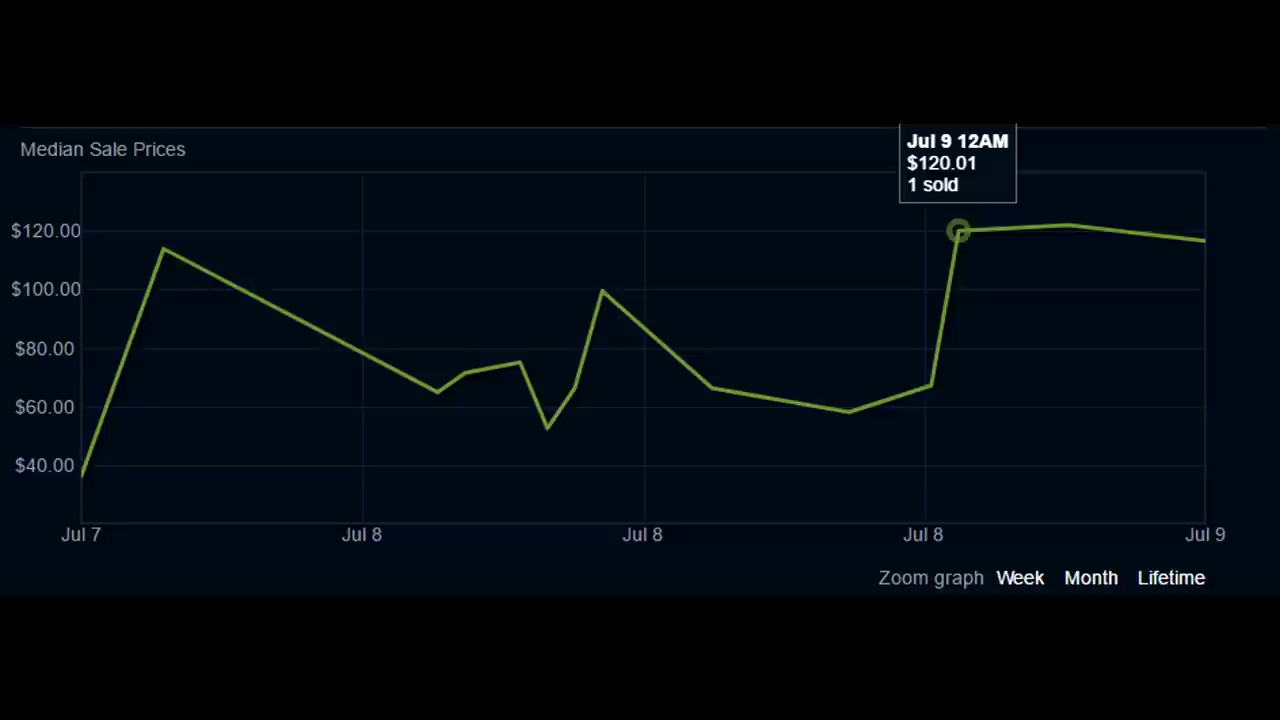 Median Sale Prices
Jul 9 12AM
$120.01
1 sold
$120.00
$100.00
$80.00
$60.00
$40.00
Jul 7 Jul 8 Jul 8 Jul 8 Jul 9
Zoom graph Week Month Lifetime